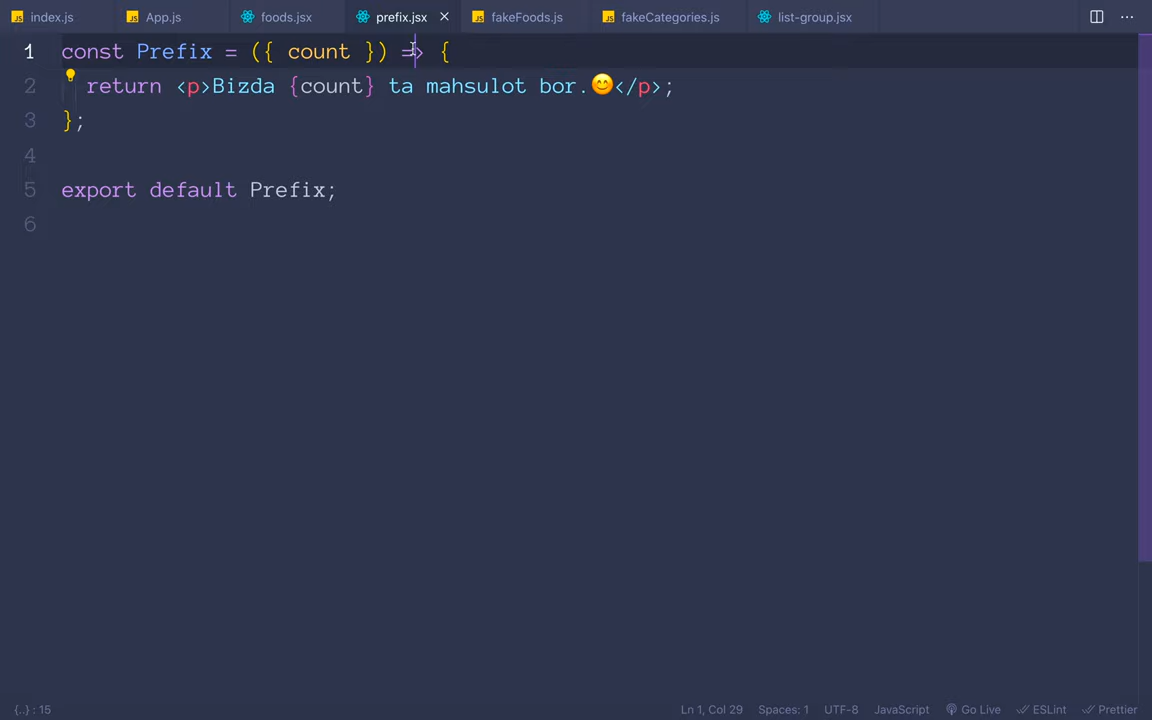 index.js App.js foods.jsx prefix.jsx fakeFoods.js fakeCategories.js list-group.jsx
1 const Prefix = ({ count }) => {
2 return <p>Bizda {count} ta mahsulot bor.😊</p>;
3 };
4
5 export default Prefix;
6
{..} : 15 Ln 1, Col 29 Spaces: 1 UTF-8 JavaScript Go Live ESLint Prettier